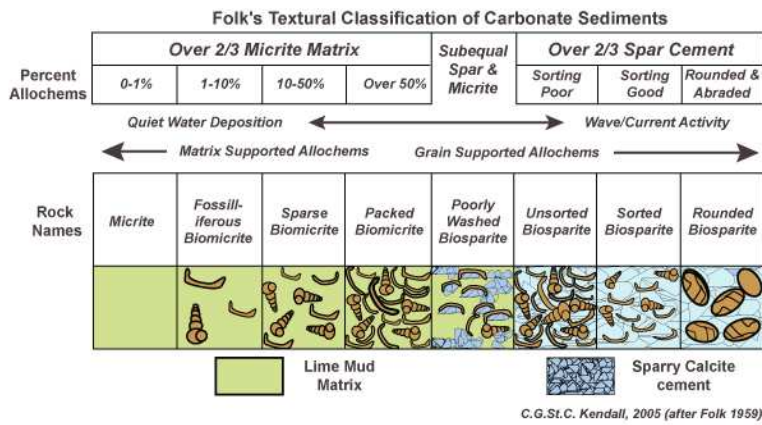 Folk's Textural Classification of Carbonate Sediments
Over 2/3 Micrite Matrix
Subequal
Spar &
Micrite
Over 2/3 Spar Cement
Percent
Allochems
0-1%
1-10%
10-50%
Over 50%
Sorting
Poor
Sorting
Good
Rounded &
Abraded
Quiet Water Deposition
Wave/Current Activity
Matrix Supported Allochems
Grain Supported Allochems
Rock
Names
Micrite
Fossill-
iferous
Biomicrite
Sparse
Biomicrite
Packed
Biomicrite
Poorly
Washed
Biosparite
Unsorted
Biosparite
Sorted
Biosparite
Rounded
Biosparite
Lime Mud
Matrix
Sparry Calcite
cement
C.G.St.C. Kendall, 2005 (after Folk 1959)